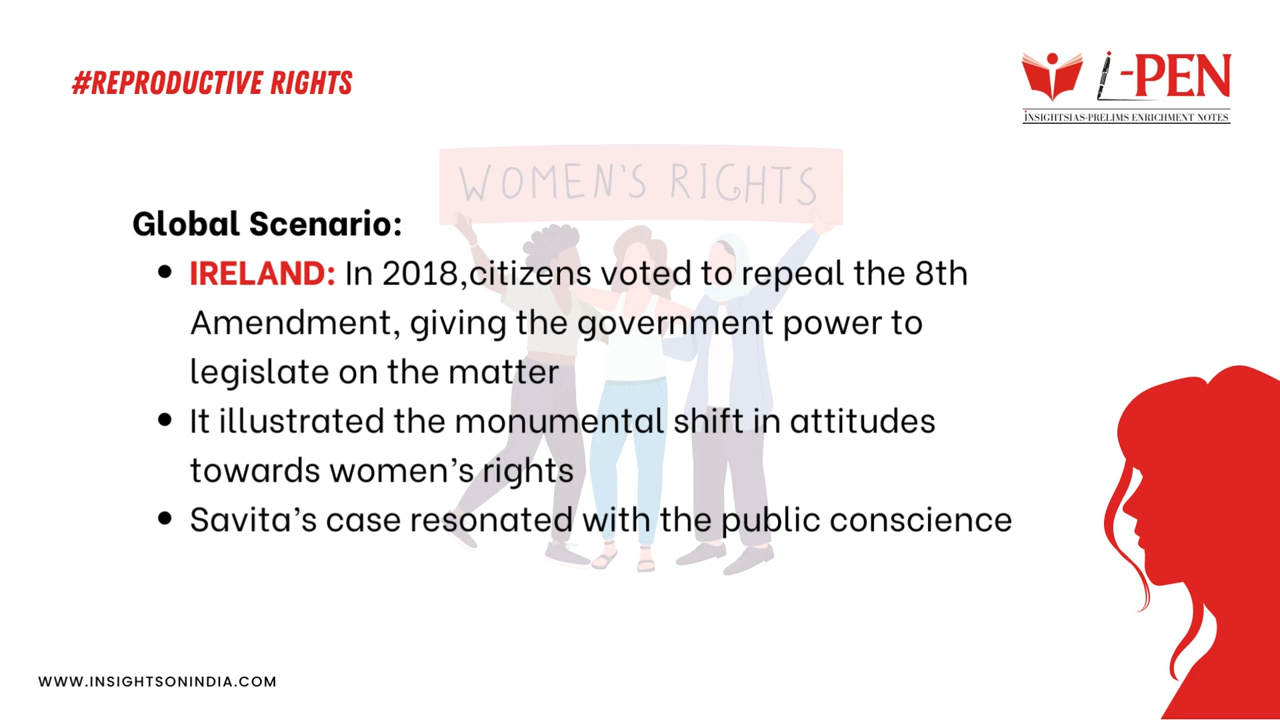 #REPRODUCTIVE RIGHTS
i-PEN
INSIGHTSIAS-PRELIMS ENRICHMENT NOTES
WOMEN'S RIGHTS
Global Scenario:
• IRELAND: In 2018,citizens voted to repeal the 8th
Amendment, giving the government power to
legislate on the matter
• It illustrated the monumental shift in attitudes
towards women’s rights
• Savita’s case resonated with the public conscience
WWW.INSIGHTSONINDIA.COM